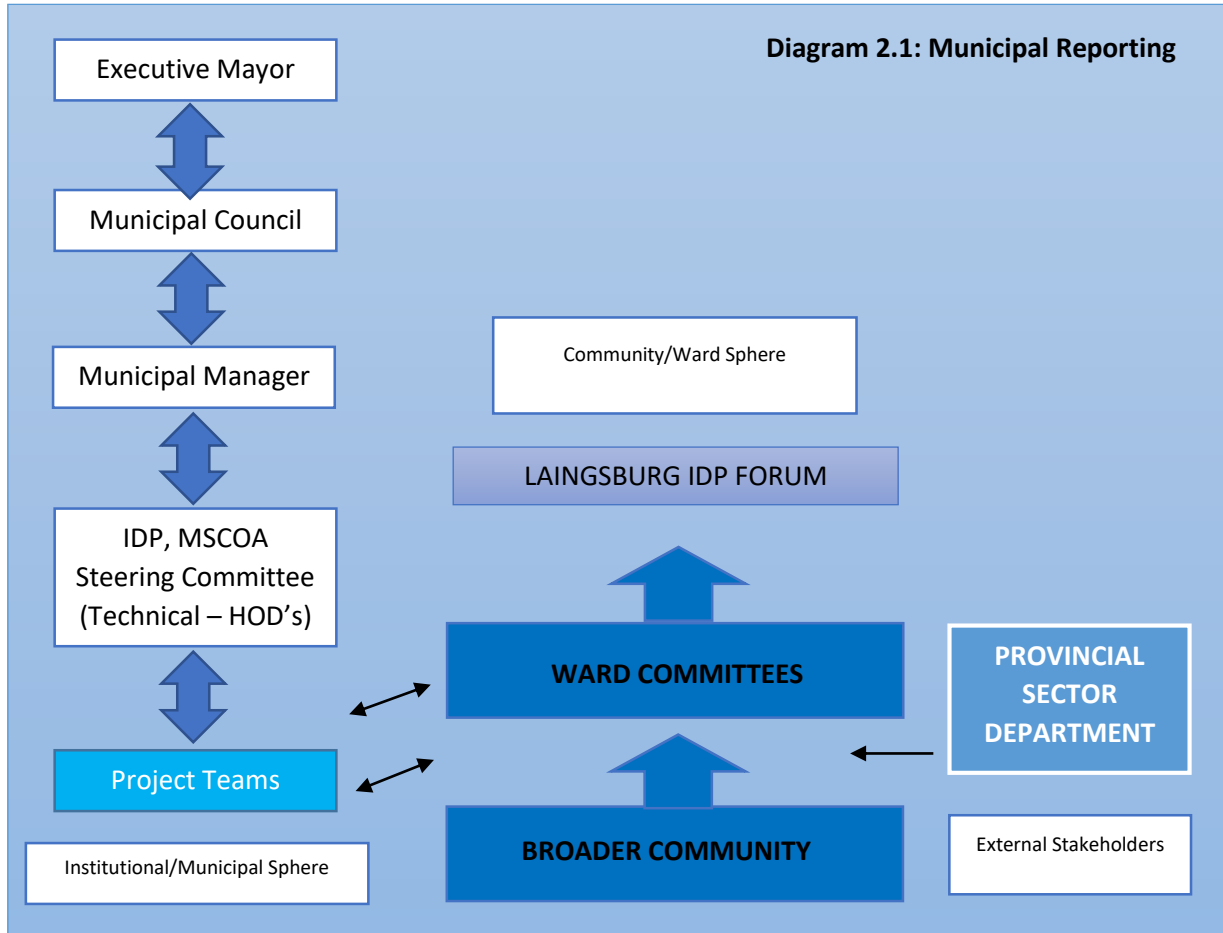 Diagram 2.1: Municipal Reporting
Executive Mayor
Municipal Council
Municipal Manager
IDP, MSCOA
Steering Committee
(Technical – HOD’s)
Project Teams
Institutional/Municipal Sphere
Community/Ward Sphere
LAINGSBURG IDP FORUM
WARD COMMITTEES
BROADER COMMUNITY
PROVINCIAL
SECTOR
DEPARTMENT
External Stakeholders